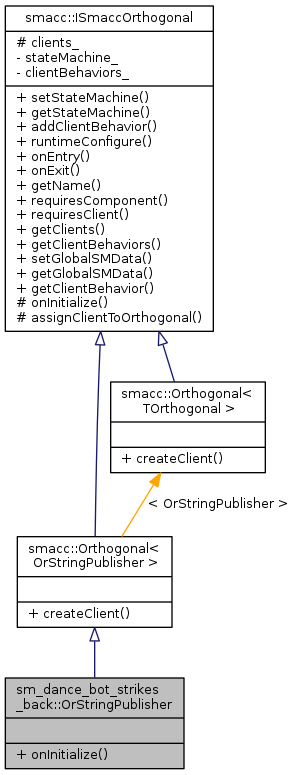 smacc::ISmaccOrthogonal
# clients_
- stateMachine_
- clientBehaviors_
+ setStateMachine()
+ getStateMachine()
+ addClientBehavior()
+ runtimeConfigure()
+ onEntry()
+ onExit()
+ getName()
+ requiresComponent()
+ requiresClient()
+ getClients()
+ getClientBehaviors()
+ setGlobalSMData()
+ getGlobalSMData()
+ getClientBehavior()
# onInitialize()
# assignClientToOrthogonal()
smacc::Orthogonal<
TOrthogonal >
+ createClient()
< OrStringPublisher >
smacc::Orthogonal<
OrStringPublisher >
+ createClient()
sm_dance_bot_strikes
_back::OrStringPublisher
+ onInitialize()